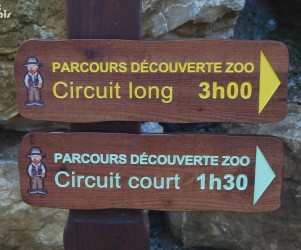 PARCOURS DÉCOUVERTE ZOO
Circuit long 3h00
PARCOURS DÉCOUVERTE ZOO
Circuit court 1h30